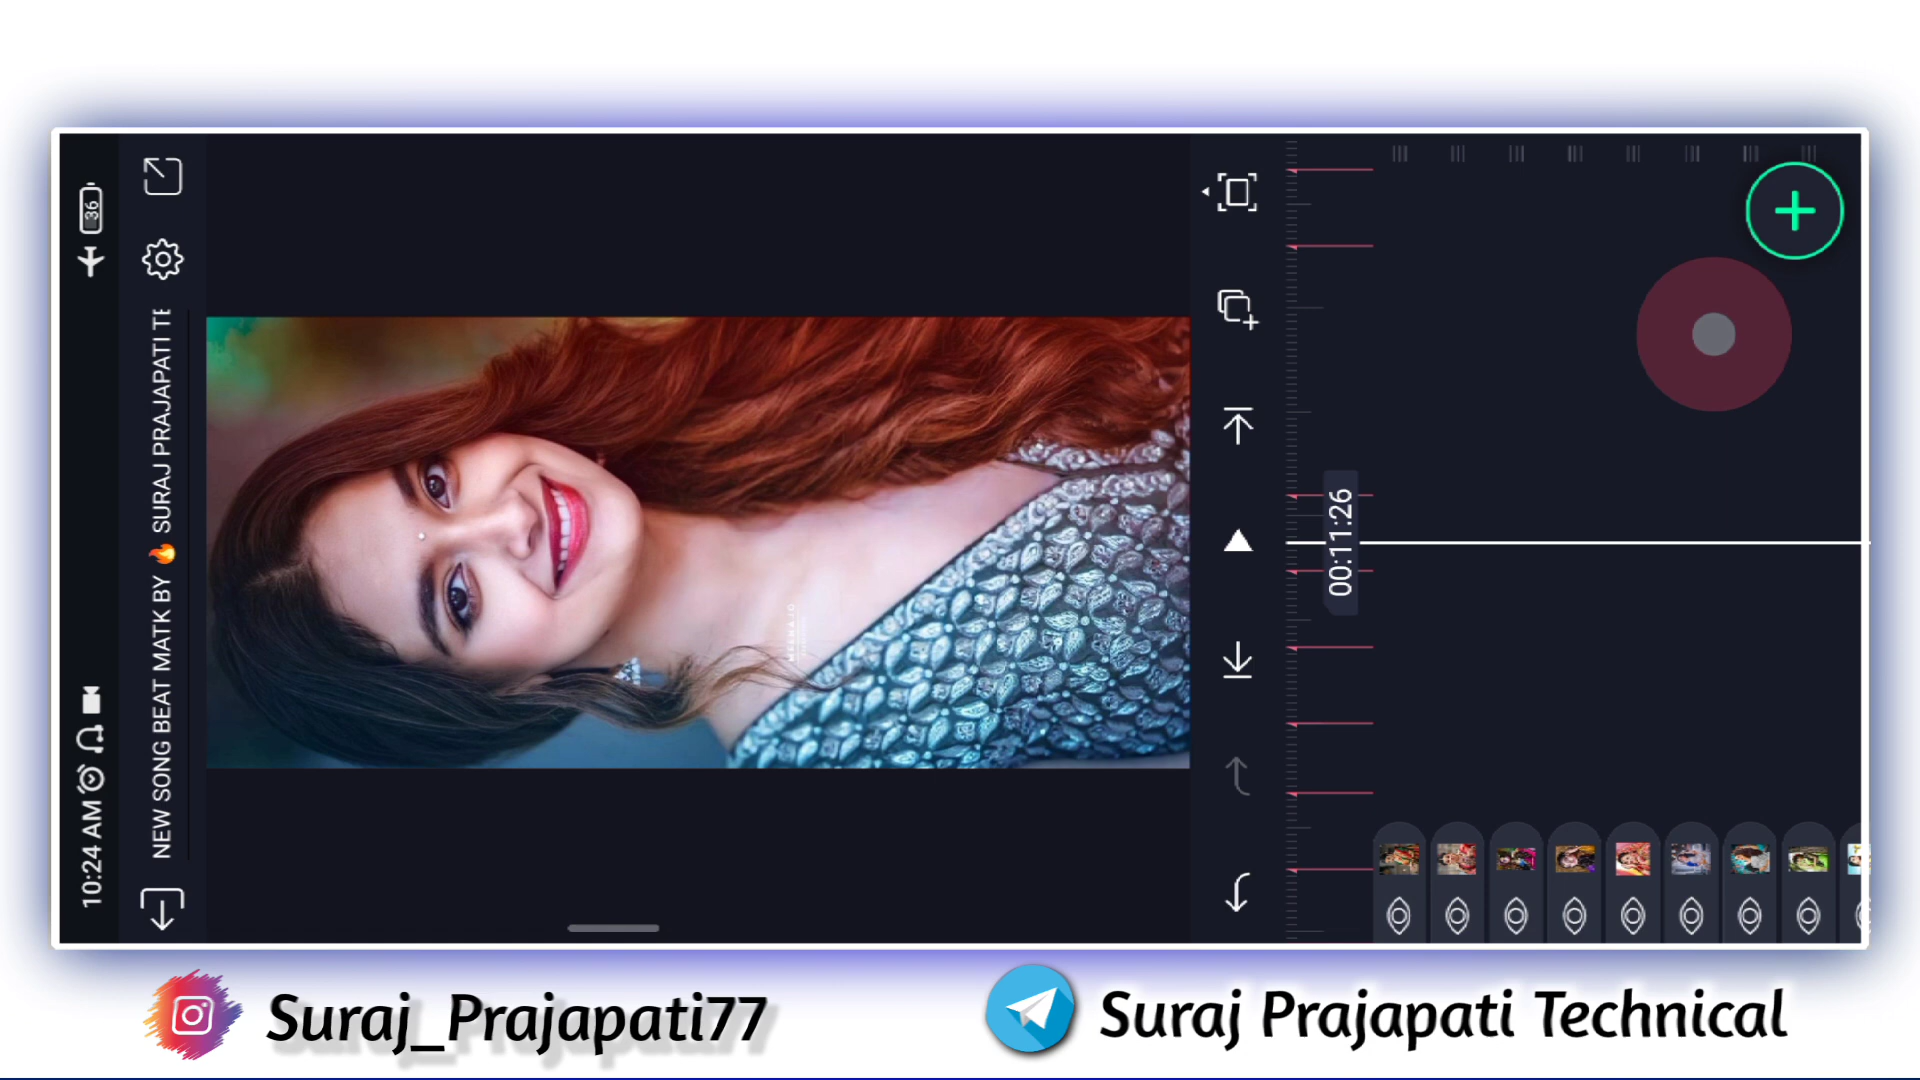 10:24 AM
36
NEW SONG BEAT MATK BY 🔥 SURAJ PRAJAPATI TE
00:11:26
Suraj_Prajapati77
Suraj Prajapati Technical